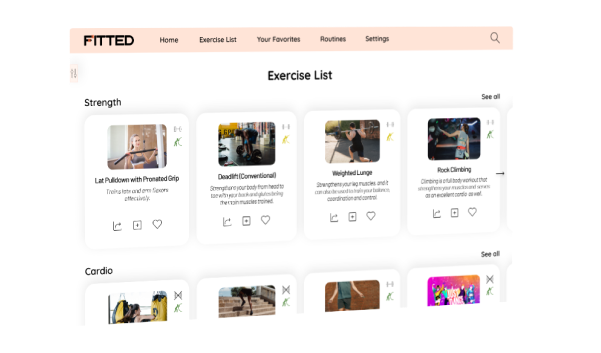 FITTED
Home Exercise List Your Favorites Routines Settings
Exercise List
See all
Strength
Lat Pulldown with Pronated Grip
Trains lats and arm flexors
effectively.
Deadlift (Conventional)
Strengthens your body from head to
toe with your back and glutes being
the main muscles trained.
Weighted Lunge
Strengthens your leg muscles, and it
can also be used to train your balance,
coordination and control.
Rock Climbing
Climbing is a full body workout that
strengthens your muscles and serves
as an excellent cardio as well.
See all
Cardio